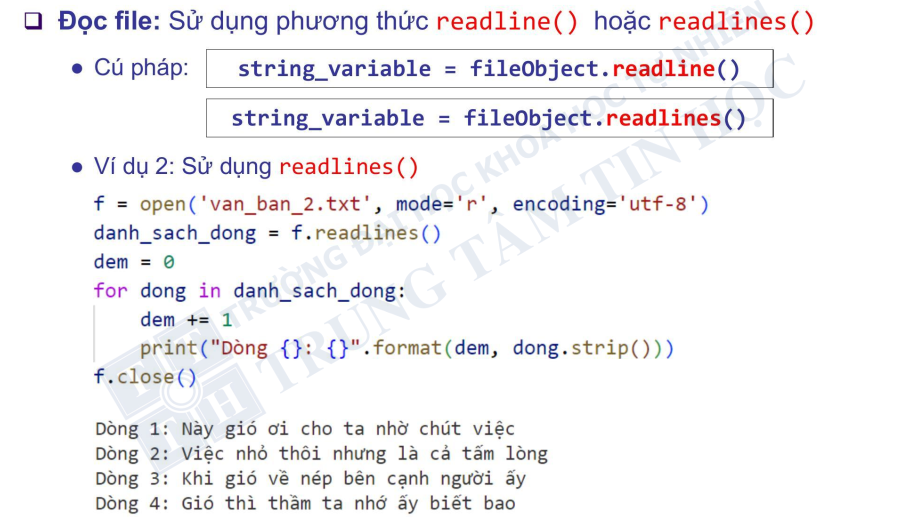 Đọc file: Sử dụng phương thức readline() hoặc readlines()
Cú pháp: string_variable = fileObject.readline()
string_variable = fileObject.readlines()
Ví dụ 2: Sử dụng readlines()
f = open('van_ban_2.txt', mode='r', encoding='utf-8')
danh_sach_dong = f.readlines()
dem = 0
for dong in danh_sach_dong:
    dem += 1
    print("Dòng {}: {}".format(dem, dong.strip()))
f.close()
Dòng 1: Này gió ơi cho ta nhờ chút việc
Dòng 2: Việc nhỏ thôi nhưng là cả tấm lòng
Dòng 3: Khi gió về nép bên cạnh người ấy
Dòng 4: Gió thì thầm ta nhớ ấy biết bao
TRƯỜNG ĐẠI HỌC KHOA HỌC TỰ NHIÊN
TRUNG TÂM TIN HỌC